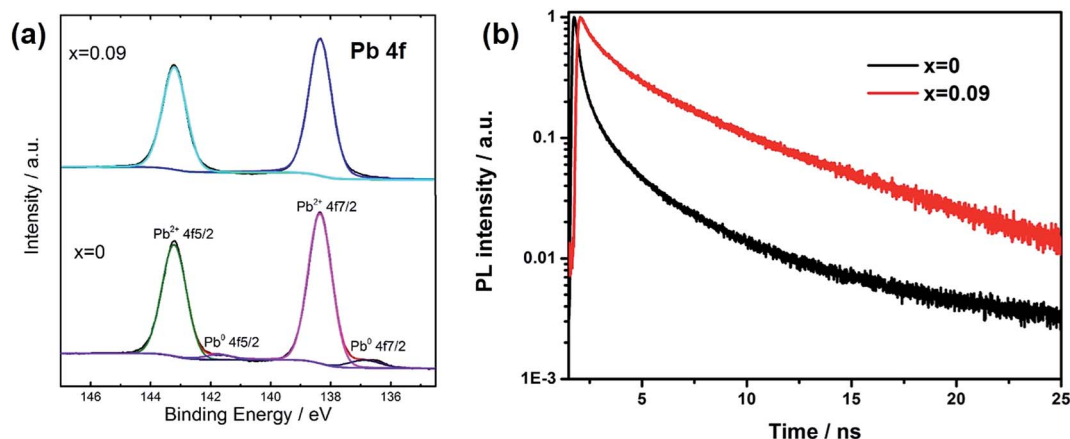 (a)
x=0.09
Pb 4f
x=0
Pb²⁺ 4f5/2
Pb²⁺ 4f7/2
Pb⁰ 4f5/2
Pb⁰ 4f7/2
Intensity / a.u.
146 144 142 140 138 136
Binding Energy / eV
(b)
x=0
x=0.09
PL intensity / a.u.
1
0.1
0.01
1E-3
5 10 15 20 25
Time / ns